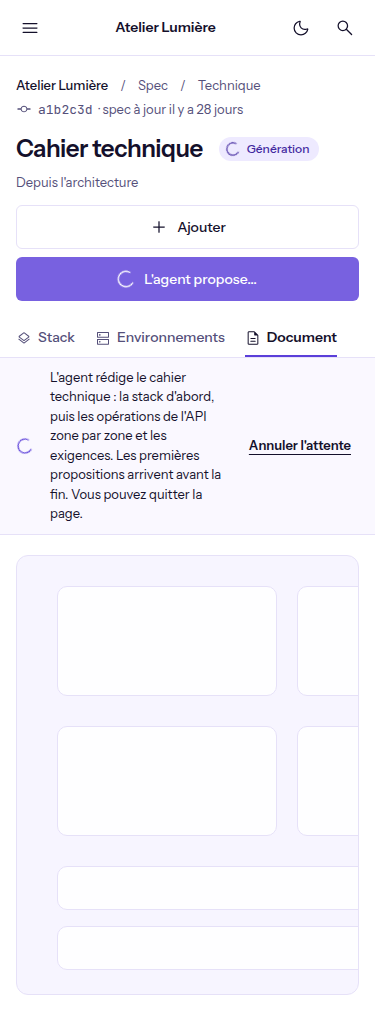 Atelier Lumière
Atelier Lumière / Spec / Technique
a1b2c3d · spec à jour il y a 28 jours
Cahier technique
Génération
Depuis l'architecture
Ajouter
L'agent propose...
Stack
Environnements
Document
L'agent rédige le cahier
technique : la stack d'abord,
puis les opérations de l'API
zone par zone et les
exigences. Les premières
propositions arrivent avant la
fin. Vous pouvez quitter la
page.
Annuler l'attente